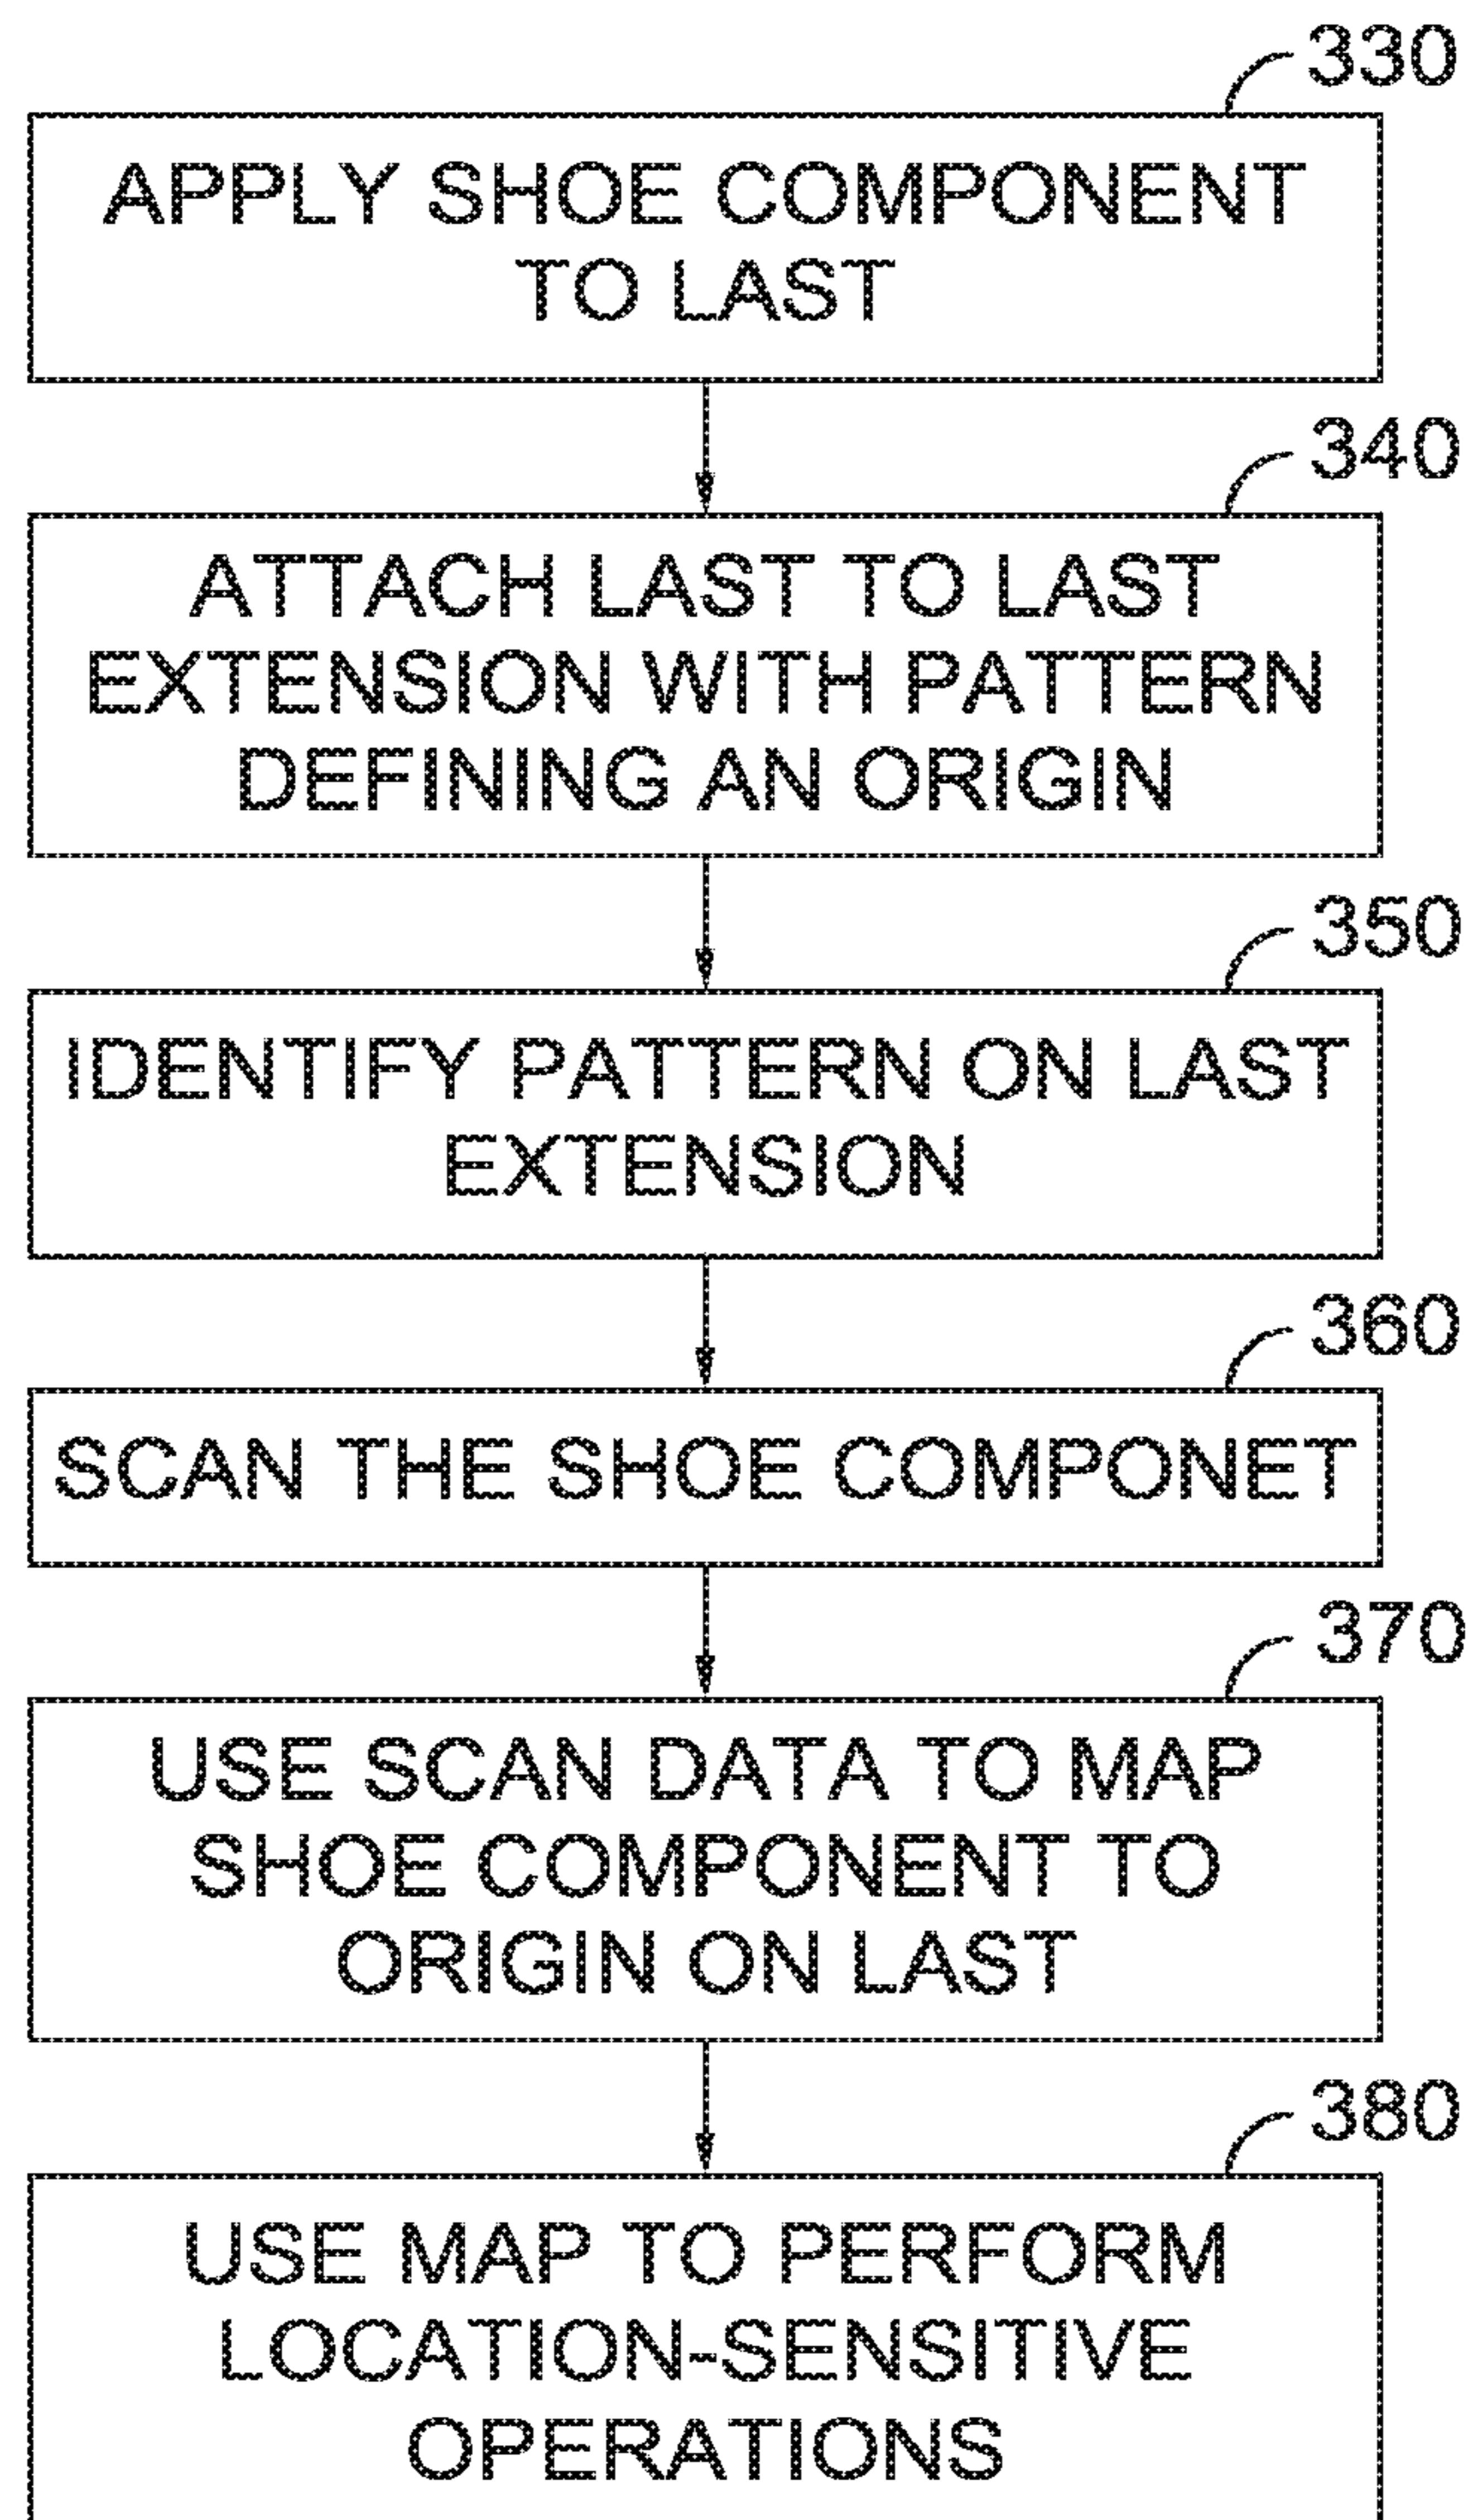 330
APPLY SHOE COMPONENT
TO LAST
340
ATTACH LAST TO LAST
EXTENSION WITH PATTERN
DEFINING AN ORIGIN
350
IDENTIFY PATTERN ON LAST
EXTENSION
360
SCAN THE SHOE COMPONET
370
USE SCAN DATA TO MAP
SHOE COMPONENT TO
ORIGIN ON LAST
380
USE MAP TO PERFORM
LOCATION-SENSITIVE
OPERATIONS